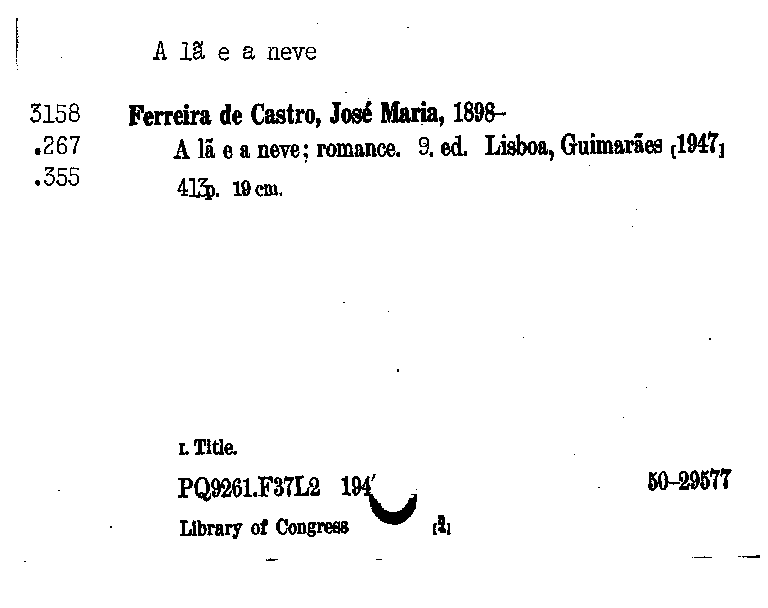 A lã e a neve
3158 Ferreira de Castro, José Maria, 1898–
.267 A lã e a neve; romance. 9. ed. Lisboa, Guimarães [1947]
.355 413p. 19 cm.
I. Title.
PQ9261.F37L2 194 50–29577
Library of Congress [2]